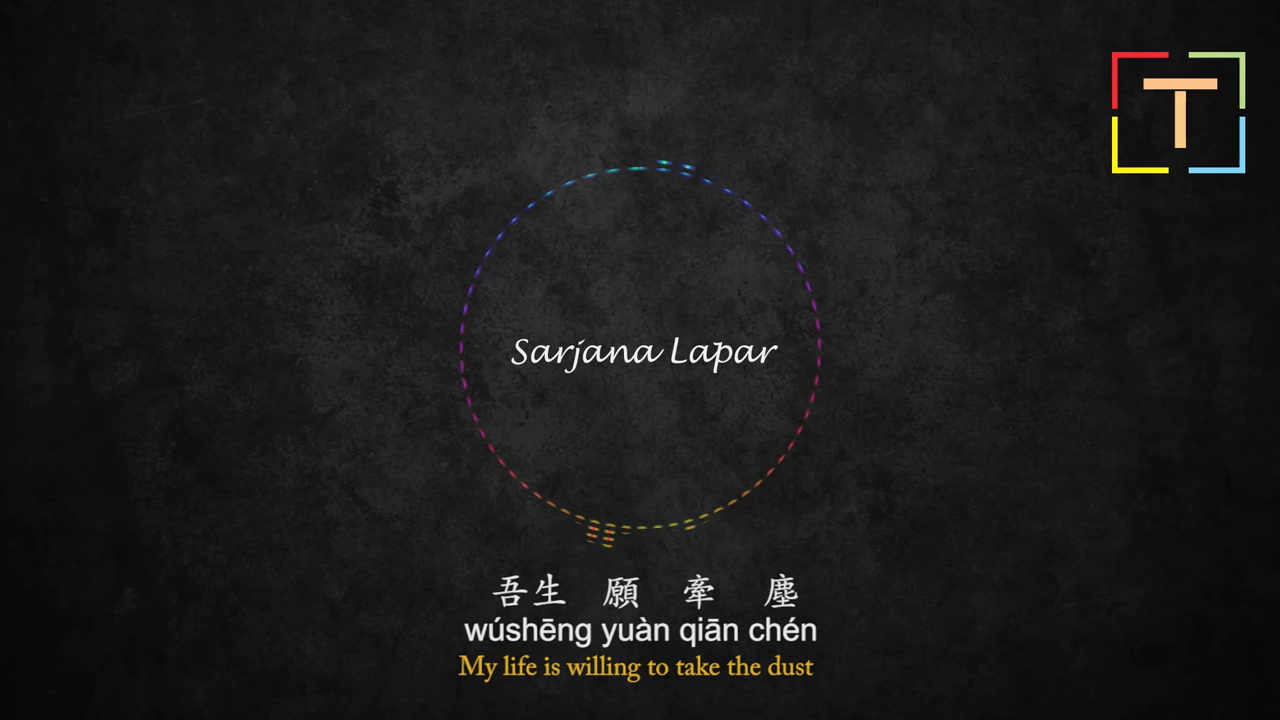 T
Sarjana Lapar
吾生 願 牽 塵
wúshēng yuàn qiān chén
My life is willing to take the dust